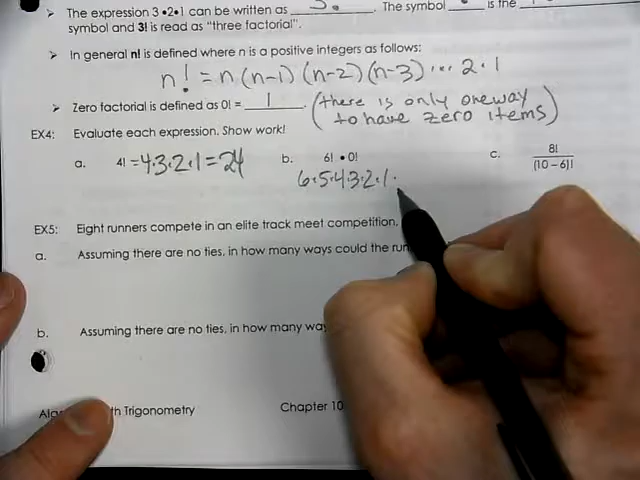 ➢ The expression 3 •2•1 can be written as 3! . The symbol ! is the
symbol and 3! is read as "three factorial".
➢ In general n! is defined where n is a positive integers as follows:
n! = n (n-1) (n-2) (n-3) ... 2 · 1
➢ Zero factorial is defined as 0! = 1 . (there is only one way
to have zero items)
EX4: Evaluate each expression. Show work!
a. 4! = 4·3·2·1 = 24 b. 6! • 0! c. 8! / (10 – 6)!
6·5·4·3·2·1·
EX5: Eight runners compete in an elite track meet competition.
a. Assuming there are no ties, in how many ways could the
b. Assuming there are no ties, in how many
Trigonometry Chapter 10